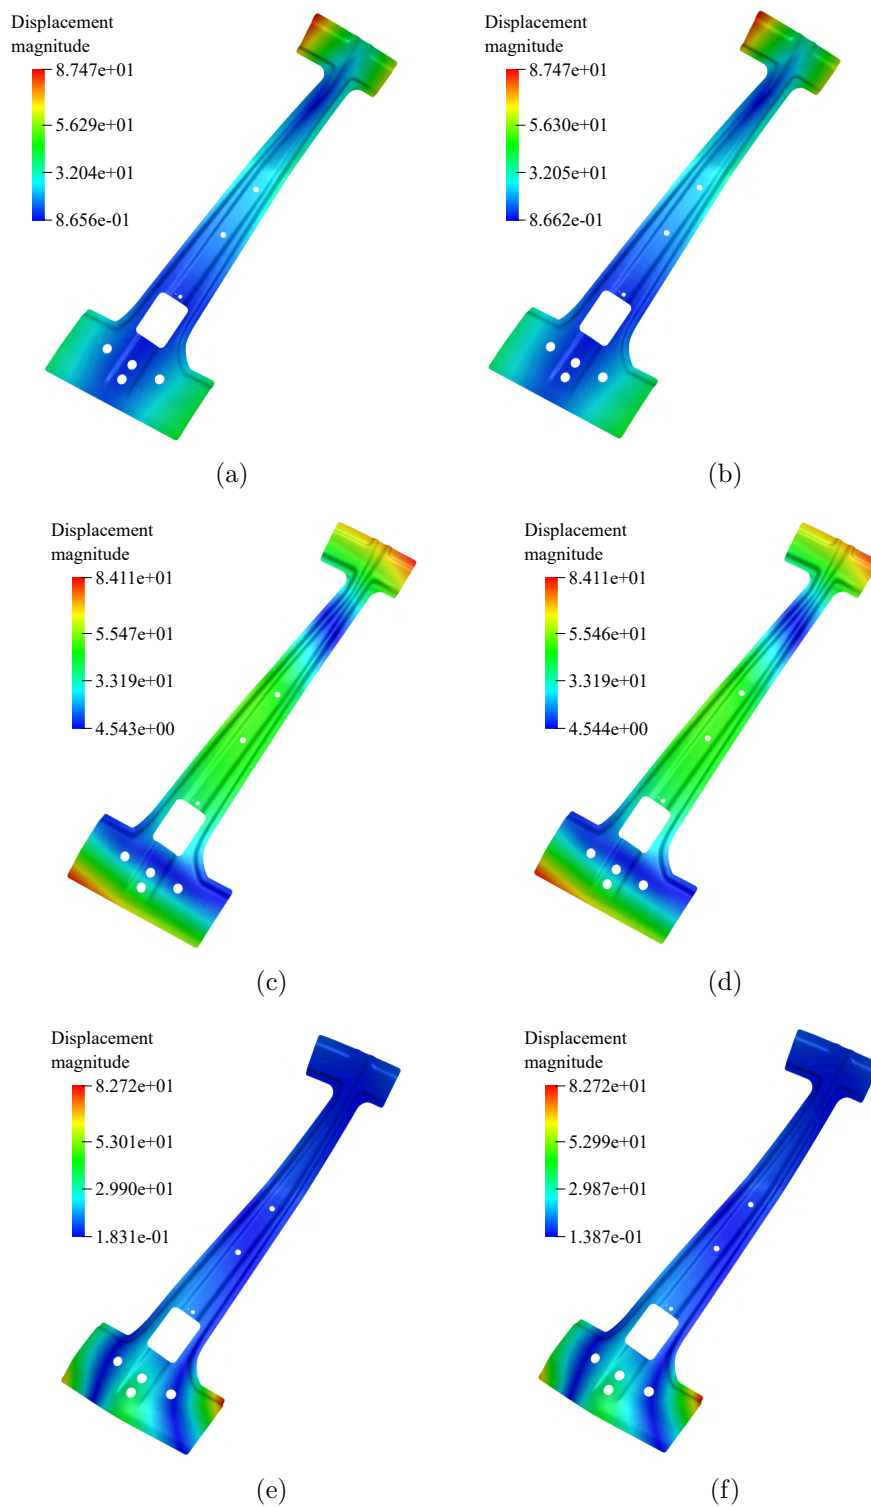 Displacement
magnitude
8.747e+01
5.629e+01
3.204e+01
8.656e-01
(a)
Displacement
magnitude
8.747e+01
5.630e+01
3.205e+01
8.662e-01
(b)
Displacement
magnitude
8.411e+01
5.547e+01
3.319e+01
4.543e+00
(c)
Displacement
magnitude
8.411e+01
5.546e+01
3.319e+01
4.544e+00
(d)
Displacement
magnitude
8.272e+01
5.301e+01
2.990e+01
1.831e-01
(e)
Displacement
magnitude
8.272e+01
5.299e+01
2.987e+01
1.387e-01
(f)